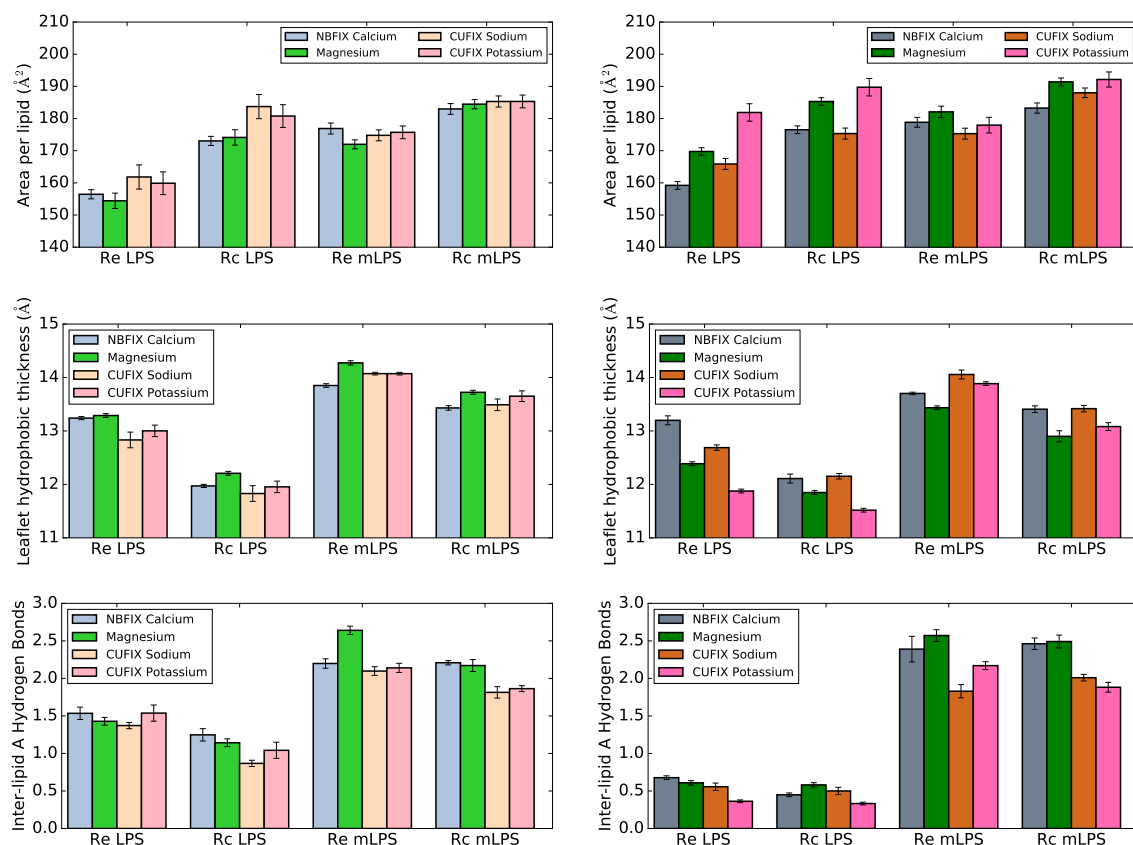 210
200
190
180
170
160
150
140
Area per lipid (Å²)
NBFIX Calcium
Magnesium
CUFIX Sodium
CUFIX Potassium
Re LPS Rc LPS Re mLPS Rc mLPS
210
200
190
180
170
160
150
140
Area per lipid (Å²)
NBFIX Calcium
Magnesium
CUFIX Sodium
CUFIX Potassium
Re LPS Rc LPS Re mLPS Rc mLPS
15
14
13
12
11
Leaflet hydrophobic thickness (Å)
NBFIX Calcium
Magnesium
CUFIX Sodium
CUFIX Potassium
Re LPS Rc LPS Re mLPS Rc mLPS
15
14
13
12
11
Leaflet hydrophobic thickness (Å)
NBFIX Calcium
Magnesium
CUFIX Sodium
CUFIX Potassium
Re LPS Rc LPS Re mLPS Rc mLPS
3.0
2.5
2.0
1.5
1.0
0.5
0.0
Inter-lipid A Hydrogen Bonds
NBFIX Calcium
Magnesium
CUFIX Sodium
CUFIX Potassium
Re LPS Rc LPS Re mLPS Rc mLPS
3.0
2.5
2.0
1.5
1.0
0.5
0.0
Inter-lipid A Hydrogen Bonds
NBFIX Calcium
Magnesium
CUFIX Sodium
CUFIX Potassium
Re LPS Rc LPS Re mLPS Rc mLPS